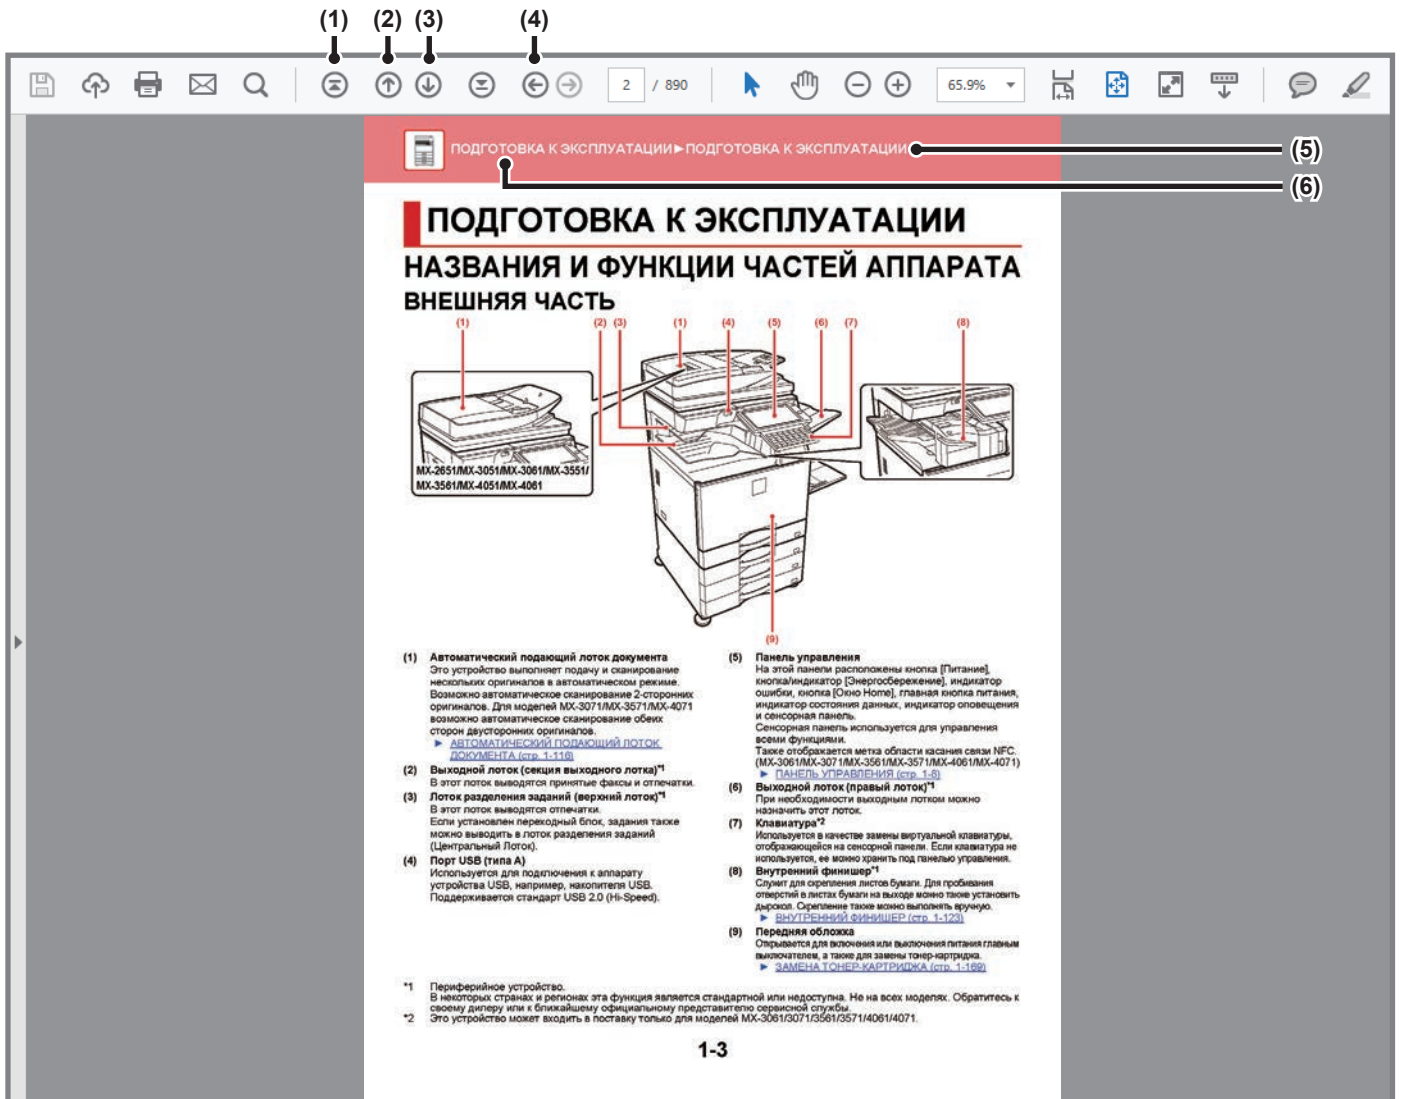 (1) (2) (3) (4)
2 / 890 65.9%
ПОДГОТОВКА К ЭКСПЛУАТАЦИИ►ПОДГОТОВКА К ЭКСПЛУАТАЦИИ
(5)
(6)
ПОДГОТОВКА К ЭКСПЛУАТАЦИИ
НАЗВАНИЯ И ФУНКЦИИ ЧАСТЕЙ АППАРАТА
ВНЕШНЯЯ ЧАСТЬ
(1) (2) (3) (1) (4) (5) (6) (7) (8)
MX-2651/MX-3051/MX-3061/MX-3551/
MX-3561/MX-4051/MX-4061
(9)
(1) Автоматический подающий лоток документа
Это устройство выполняет подачу и сканирование
нескольких оригиналов в автоматическом режиме.
Возможно автоматическое сканирование 2-сторонних
оригиналов. Для моделей MX-3071/MX-3571/MX-4071
возможно автоматическое сканирование обеих
сторон двусторонних оригиналов.
► АВТОМАТИЧЕСКИЙ ПОДАЮЩИЙ ЛОТОК
ДОКУМЕНТА (стр. 1-116)
(2) Выходной лоток (секция выходного лотка)*1
В этот лоток выводятся принятые факсы и отпечатки.
(3) Лоток разделения заданий (верхний лоток)*1
В этот лоток выводятся отпечатки.
Если установлен переходный блок, задания также
можно выводить в лоток разделения заданий
(Центральный Лоток).
(4) Порт USB (типа A)
Используется для подключения к аппарату
устройства USB, например, накопителя USB.
Поддерживается стандарт USB 2.0 (Hi-Speed).
(5) Панель управления
На этой панели расположены кнопка [Питание],
кнопка/индикатор [Энергосбережение], индикатор
ошибки, кнопка [Окно Home], главная кнопка питания,
индикатор состояния данных, индикатор оповещения
и сенсорная панель.
Сенсорная панель используется для управления
всеми функциями.
Также отображается метка области касания связи NFC.
(MX-3061/MX-3071/MX-3561/MX-3571/MX-4061/MX-4071)
► ПАНЕЛЬ УПРАВЛЕНИЯ (стр. 1-8)
(6) Выходной лоток (правый лоток)*1
При необходимости выходным лотком можно
назначить этот лоток.
(7) Клавиатура*2
Используется в качестве замены виртуальной клавиатуры,
отображающейся на сенсорной панели. Если клавиатура не
используется, ее можно хранить под панелью управления.
(8) Внутренний финишер*1
Служит для скрепления листов бумаги. Для пробивания
отверстий в листах бумаги на выходе можно также установить
дырокол. Скрепление также можно выполнять вручную.
► ВНУТРЕННИЙ ФИНИШЕР (стр. 1-123)
(9) Передняя обложка
Открывается для включения или выключения питания главным
выключателем, а также для замены тонер-картриджа.
► ЗАМЕНА ТОНЕР-КАРТРИДЖА (стр. 1-169)
*1 Периферийное устройство.
В некоторых странах и регионах эта функция является стандартной или недоступна. Не на всех моделях. Обратитесь к
своему дилеру или к ближайшему официальному представителю сервисной службы.
*2 Это устройство может входить в поставку только для моделей MX-3061/3071/3561/3571/4061/4071.
1-3